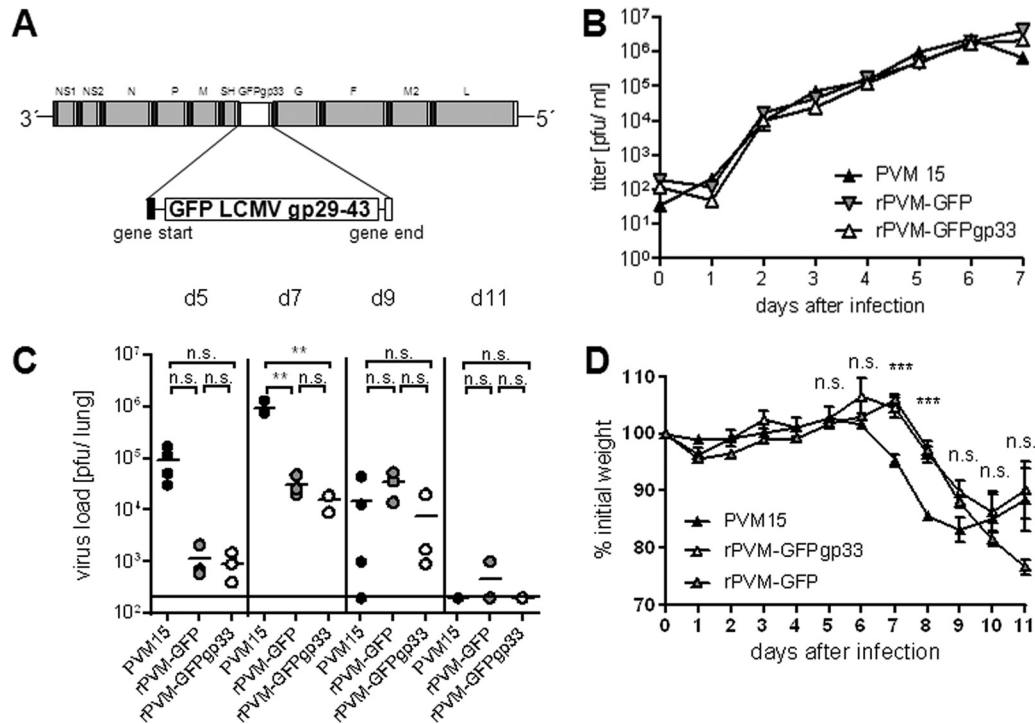 A
NS1 NS2 N P M SH GFPgp33 G F M2 L
3´ 5´
GFP LCMV gp29-43
gene start gene end
B
titer [pfu/ ml]
10⁷
10⁶
10⁵
10⁴
10³
10²
10¹
10⁰
PVM 15
rPVM-GFP
rPVM-GFPgp33
0 1 2 3 4 5 6 7
days after infection
C
d5 d7 d9 d11
virus load [pfu/ lung]
10⁷
10⁶
10⁵
10⁴
10³
10²
n.s. ** n.s. n.s.
n.s. n.s. ** n.s. n.s. n.s. n.s. n.s.
PVM15 rPVM-GFP rPVM-GFPgp33 PVM15 rPVM-GFP rPVM-GFPgp33 PVM15 rPVM-GFP rPVM-GFPgp33 PVM15 rPVM-GFP rPVM-GFPgp33
D
% initial weight
110
100
90
80
70
n.s. n.s. *** *** n.s. n.s. n.s.
PVM15
rPVM-GFPgp33
rPVM-GFP
0 1 2 3 4 5 6 7 8 9 10 11
days after infection